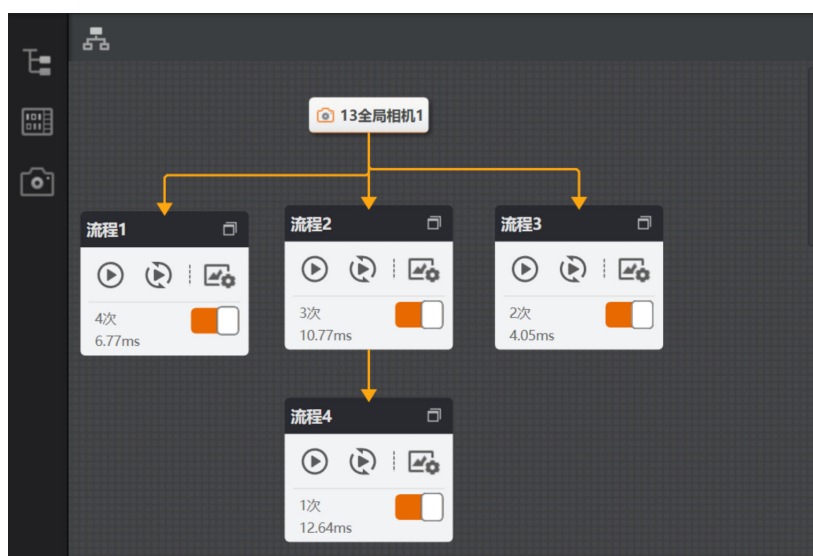 13全局相机1
流程1
4次
6.77ms
流程2
3次
10.77ms
流程3
2次
4.05ms
流程4
1次
12.64ms